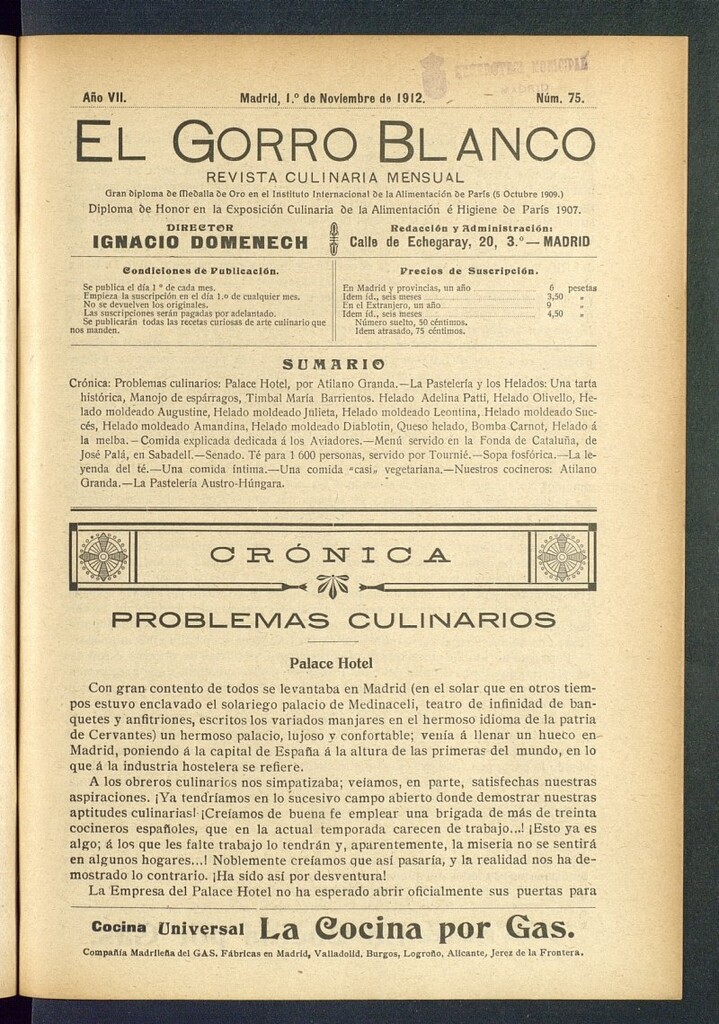 HEMEROTECA MUNICIPAL
MADRID
Año VII. Madrid, 1.º de Noviembre de 1912. Núm. 75.
EL GORRO BLANCO
REVISTA CULINARIA MENSUAL
Gran diploma de Medalla de Oro en el Instituto Internacional de la Alimentación de París (5 Octubre 1909.)
Diploma de Honor en la Exposición Culinaria de la Alimentación é Higiene de París 1907.
DIRECTOR
IGNACIO DOMENECH
Redacción y Administración:
Calle de Echegaray, 20, 3.º — MADRID
Condiciones de Publicación.
Se publica el día 1 º de cada mes.
Empieza la suscripción en el día 1.º de cualquier mes.
No se devuelven los originales.
Las suscripciones serán pagadas por adelantado.
Se publicarán todas las recetas curiosas de arte culinario que
nos manden.
Precios de Suscripción.
En Madrid y provincias, un año 6 pesetas
Idem íd., seis meses 3,50 »
En el Extranjero, un año 9 »
Idem íd., seis meses 4,50 »
Número suelto, 50 céntimos.
Idem atrasado, 75 céntimos.
SUMARIO
Crónica: Problemas culinarios: Palace Hotel, por Atilano Granda.—La Pastelería y los Helados: Una tarta
histórica, Manojo de espárragos, Timbal María Barrientos. Helado Adelina Patti, Helado Olivello, He-
lado moldeado Augustine, Helado moldeado Julieta, Helado moldeado Leontina, Helado moldeado Suc-
cés, Helado moldeado Amandina, Helado moldeado Diablotin, Queso helado, Bomba Carnot, Helado á
la melba.—Comida explicada dedicada á los Aviadores.—Menú servido en la Fonda de Cataluña, de
José Palá, en Sabadell.—Senado. Té para 1 600 personas, servido por Tournié.—Sopa fosfórica.—La le-
yenda del té.—Una comida íntima.—Una comida "casi" vegetariana.—Nuestros cocineros: Atilano
Granda.—La Pastelería Austro-Húngara.
CRÓNICA
PROBLEMAS CULINARIOS
Palace Hotel
Con gran contento de todos se levantaba en Madrid (en el solar que en otros tiem-
pos estuvo enclavado el solariego palacio de Medinaceli, teatro de infinidad de ban-
quetes y anfitriones, escritos los variados manjares en el hermoso idioma de la patria
de Cervantes) un hermoso palacio, lujoso y confortable; venía á llenar un hueco en
Madrid, poniendo á la capital de España á la altura de las primeras del mundo, en lo
que á la industria hostelera se refiere.
A los obreros culinarios nos simpatizaba; veíamos, en parte, satisfechas nuestras
aspiraciones. ¡Ya tendríamos en lo sucesivo campo abierto donde demostrar nuestras
aptitudes culinarias! ¡Creíamos de buena fe emplear una brigada de más de treinta
cocineros españoles, que en la actual temporada carecen de trabajo...! ¡Esto ya es
algo; á los que les falte trabajo lo tendrán y, aparentemente, la miseria no se sentirá
en algunos hogares...! Noblemente creíamos que así pasaría, y la realidad nos ha de-
mostrado lo contrario. ¡Ha sido así por desventura!
La Empresa del Palace Hotel no ha esperado abrir oficialmente sus puertas para
Cocina Universal La Cocina por Gas.
Compañía Madrileña del GAS. Fábricas en Madrid, Valladolid, Burgos, Logroño, Alicante, Jerez de la Frontera.